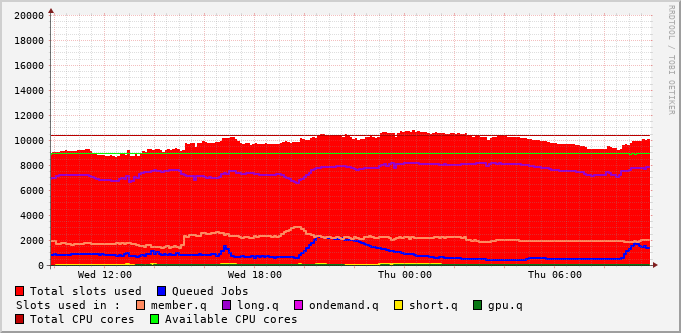 20000
18000
16000
14000
12000
10000
8000
6000
4000
2000
0
Wed 12:00 Wed 18:00 Thu 00:00 Thu 06:00
Total slots used Queued Jobs
Slots used in : member.q long.q ondemand.q short.q gpu.q
Total CPU cores Available CPU cores
RRDTOOL / TOBI OETIKER